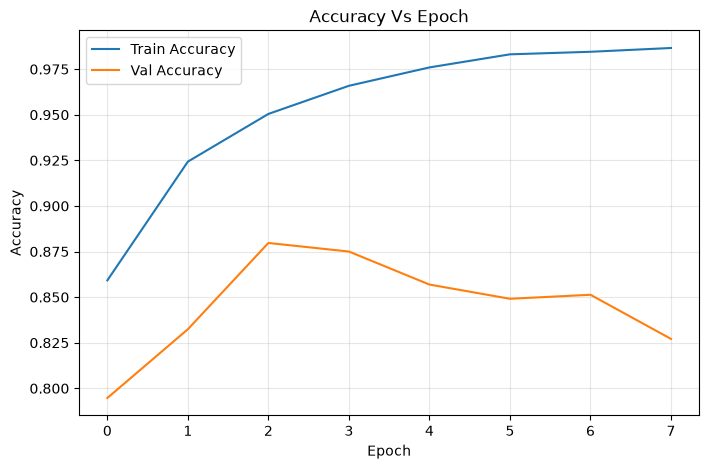 Accuracy Vs Epoch
Train Accuracy
Val Accuracy
0.975
0.950
0.925
0.900
0.875
0.850
0.825
0.800
Accuracy
0 1 2 3 4 5 6 7
Epoch